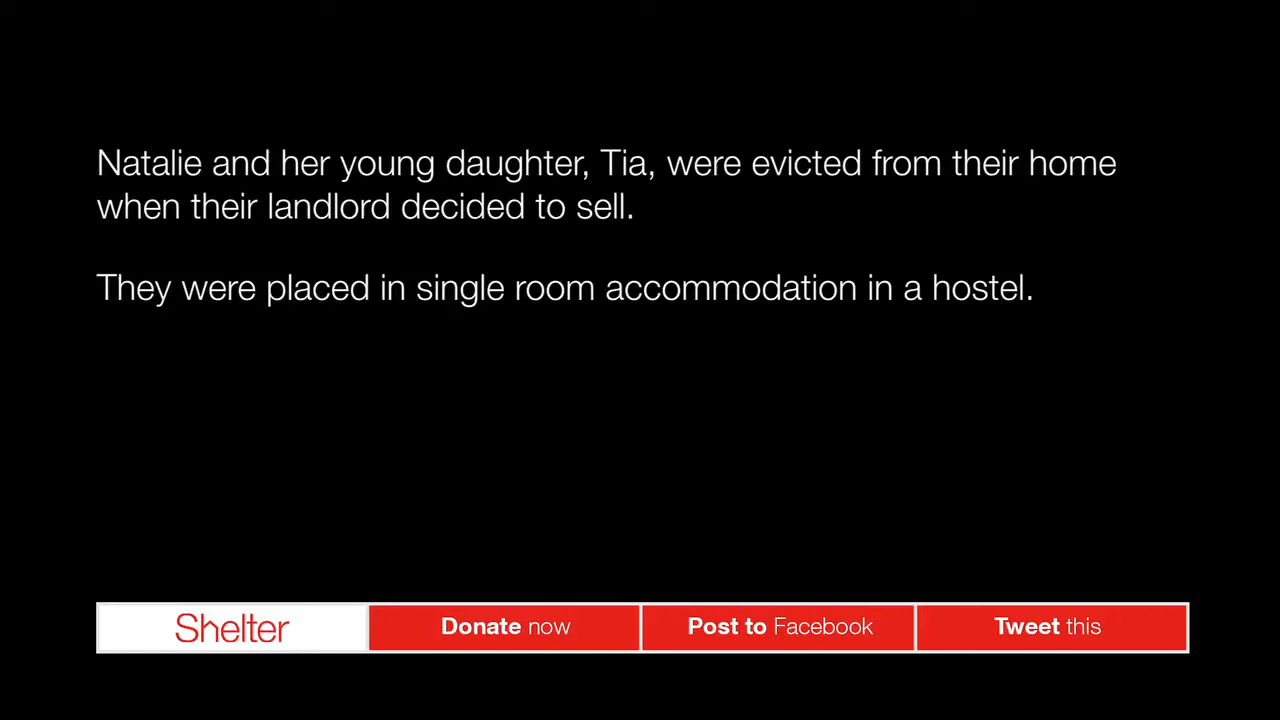 Natalie and her young daughter, Tia, were evicted from their home
when their landlord decided to sell.
They were placed in single room accommodation in a hostel.
Shelter
Donate now
Post to Facebook
Tweet this